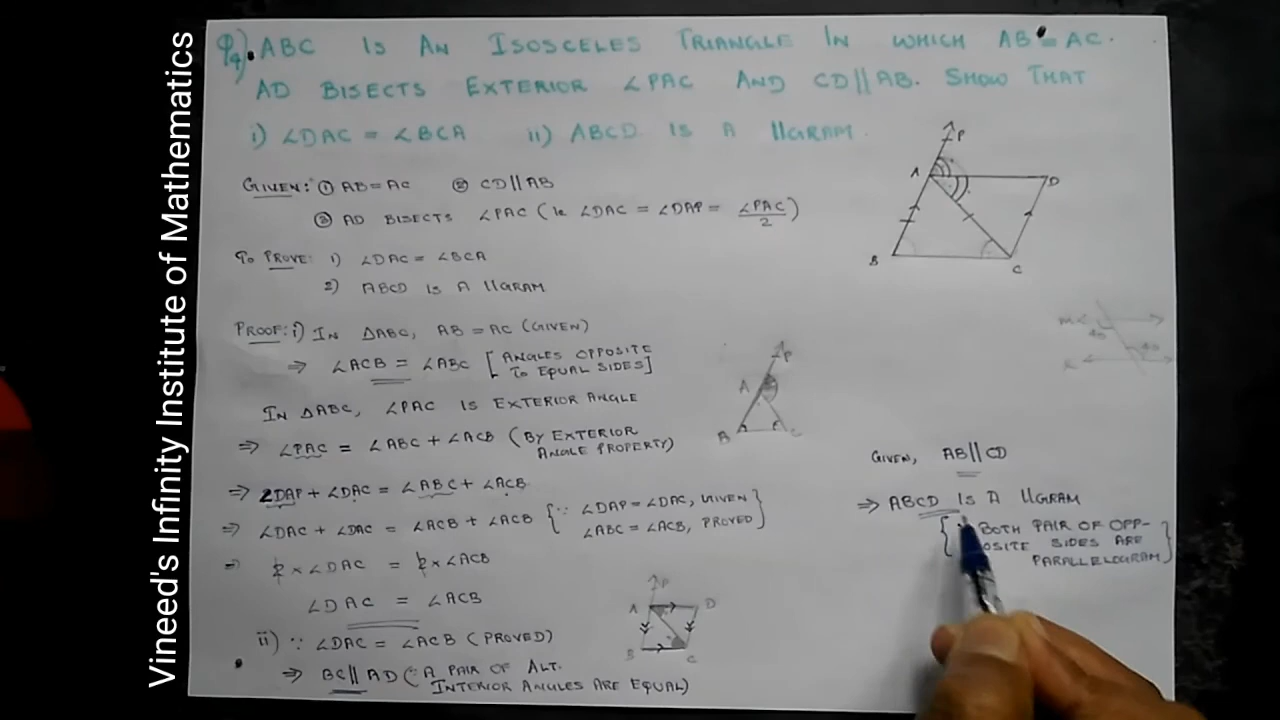 Vineed's Infinity Institute of Mathematics
Q4) ABC IS AN ISOSCELES TRIANGLE IN WHICH AB = AC.
AD BISECTS EXTERIOR ∠PAC AND CD||AB. SHOW THAT
i) ∠DAC = ∠BCA ii) ABCD IS A ||GRAM
GIVEN: ① AB = AC ② CD||AB
③ AD BISECTS ∠PAC (ie ∠DAC = ∠DAP = ∠PAC/2)
To PROVE: 1) ∠DAC = ∠BCA
2) ABCD IS A ||GRAM
PROOF: i) IN ΔABC, AB = AC (GIVEN)
⇒ ∠ACB = ∠ABC [ANGLES OPPOSITE
TO EQUAL SIDES]
IN ΔABC, ∠PAC IS EXTERIOR ANGLE
⇒ ∠PAC = ∠ABC + ∠ACB (BY EXTERIOR
ANGLE PROPERTY)
⇒ ∠DAP + ∠DAC = ∠ABC + ∠ACB
⇒ ∠DAC + ∠DAC = ∠ACB + ∠ACB {∵ ∠DAP = ∠DAC, GIVEN
∠ABC = ∠ACB, PROVED}
⇒ 2 × ∠DAC = 2 × ∠ACB
∠DAC = ∠ACB
ii) ∵ ∠DAC = ∠ACB (PROVED)
⇒ BC||AD (∵ A PAIR OF ALT.
INTERIOR ANGLES ARE EQUAL)
P
A
D
B
C
P
A
B
C
P
A
D
B
C
GIVEN, AB||CD
⇒ ABCD IS A ||GRAM
{∵ BOTH PAIR OF OPP-
OSITE SIDES ARE
PARALLELOGRAM}